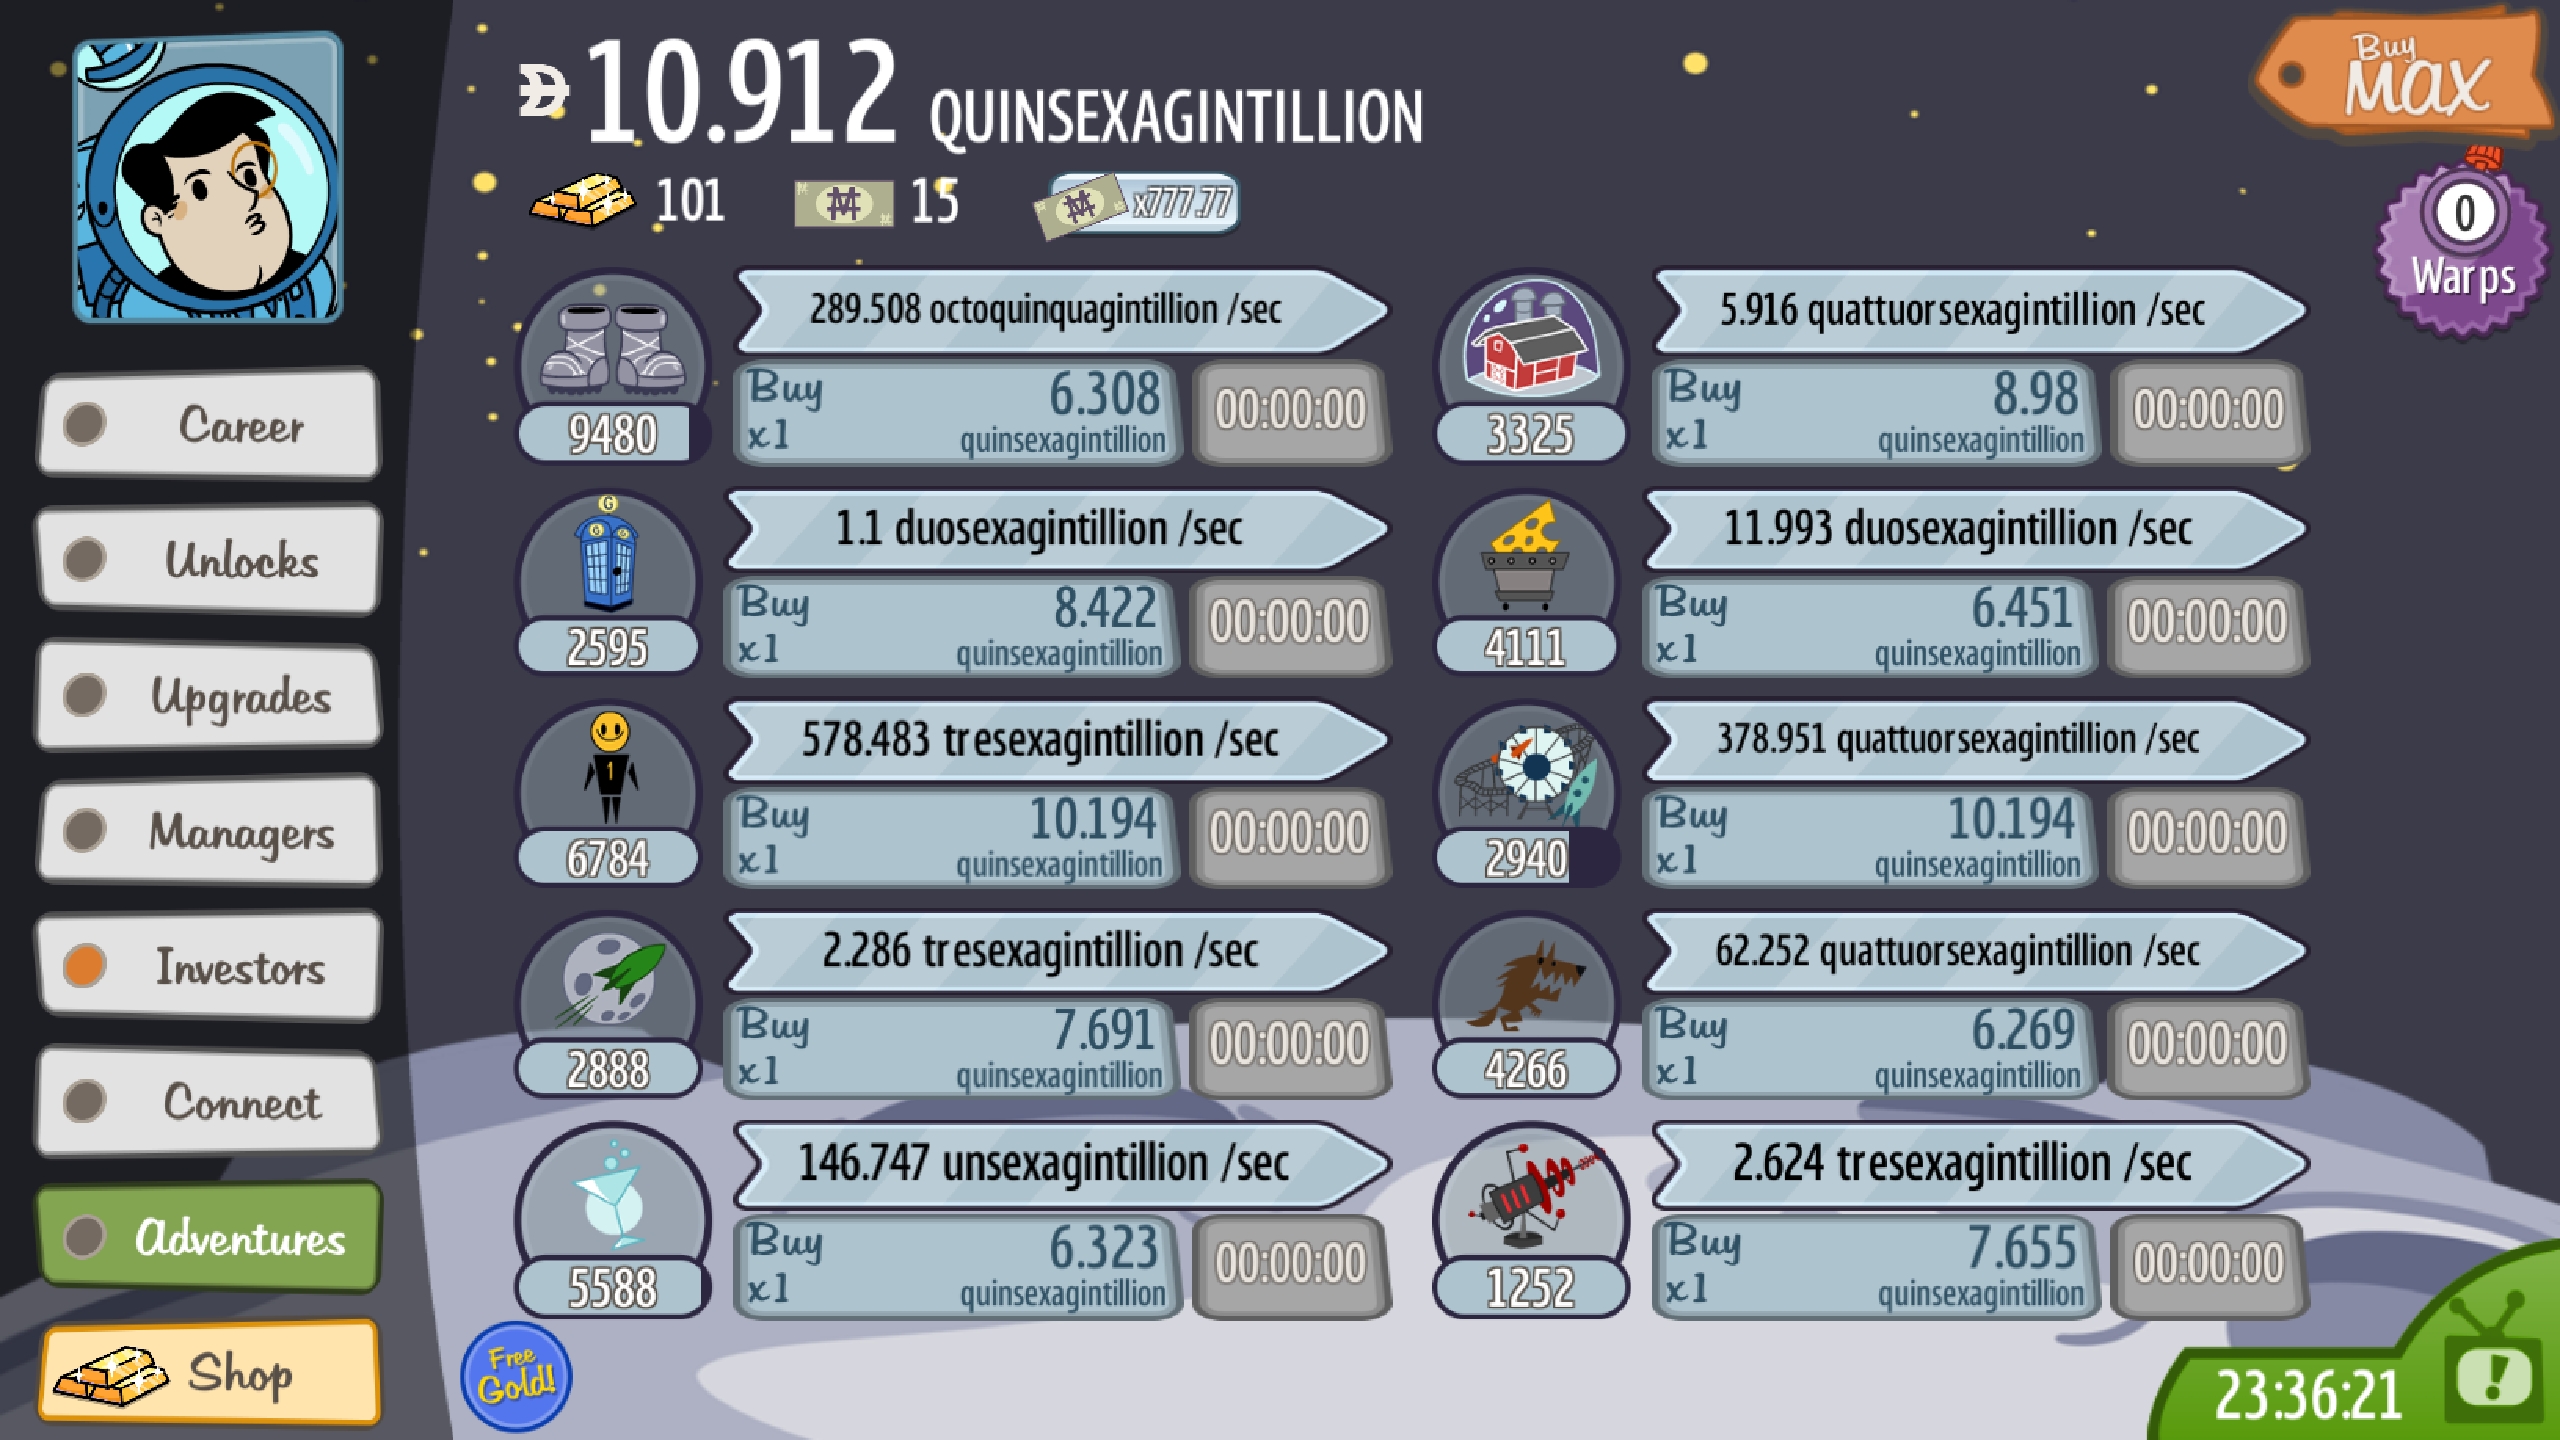 10.912 QUINSEXAGINTILLION
Buy
MAX
101
15
x777.77
0
Warps
289.508 octoquinquagintillion /sec
Buy
x1
6.308
quinsexagintillion
00:00:00
9480
5.916 quattuorsexagintillion /sec
Buy
x1
8.98
quinsexagintillion
00:00:00
3325
1.1 duosexagintillion /sec
Buy
x1
8.422
quinsexagintillion
00:00:00
2595
11.993 duosexagintillion /sec
Buy
x1
6.451
quinsexagintillion
00:00:00
4111
578.483 tresexagintillion /sec
Buy
x1
10.194
quinsexagintillion
00:00:00
6784
378.951 quattuorsexagintillion /sec
Buy
x1
10.194
quinsexagintillion
00:00:00
2940
2.286 tresexagintillion /sec
Buy
x1
7.691
quinsexagintillion
00:00:00
2888
62.252 quattuorsexagintillion /sec
Buy
x1
6.269
quinsexagintillion
00:00:00
4266
146.747 unsexagintillion /sec
Buy
x1
6.323
quinsexagintillion
00:00:00
5588
2.624 tresexagintillion /sec
Buy
x1
7.655
quinsexagintillion
00:00:00
1252
Career
Unlocks
Upgrades
Managers
Investors
Connect
Adventures
Shop
Free
Gold!
23:36:21